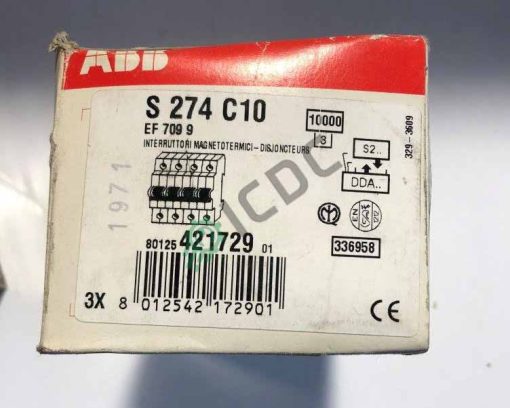 ABB
S 274 C10
EF 709 9
INTERRUTTORI MAGNETOTERMICI-DISJONCTEURS
10000
3
S2..
DDA..
329-3609
1971
ICDC
EN
336958
80125 421729 01
3X 8 012542 172901
CE